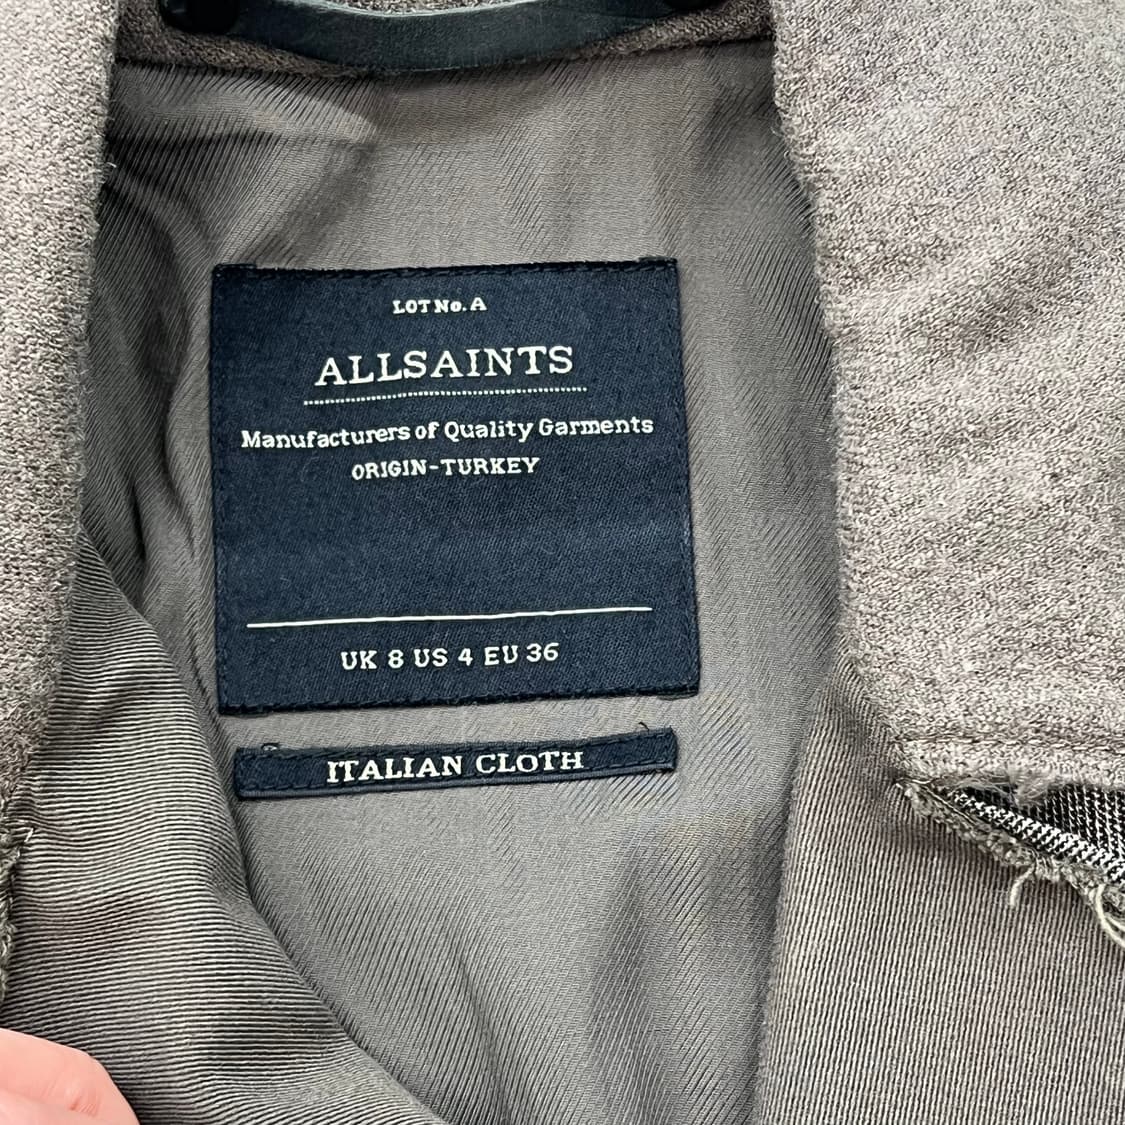 LOT No. A
ALLSAINTS
Manufacturers of Quality Garments
ORIGIN-TURKEY
UK 8 US 4 EU 36
ITALIAN CLOTH